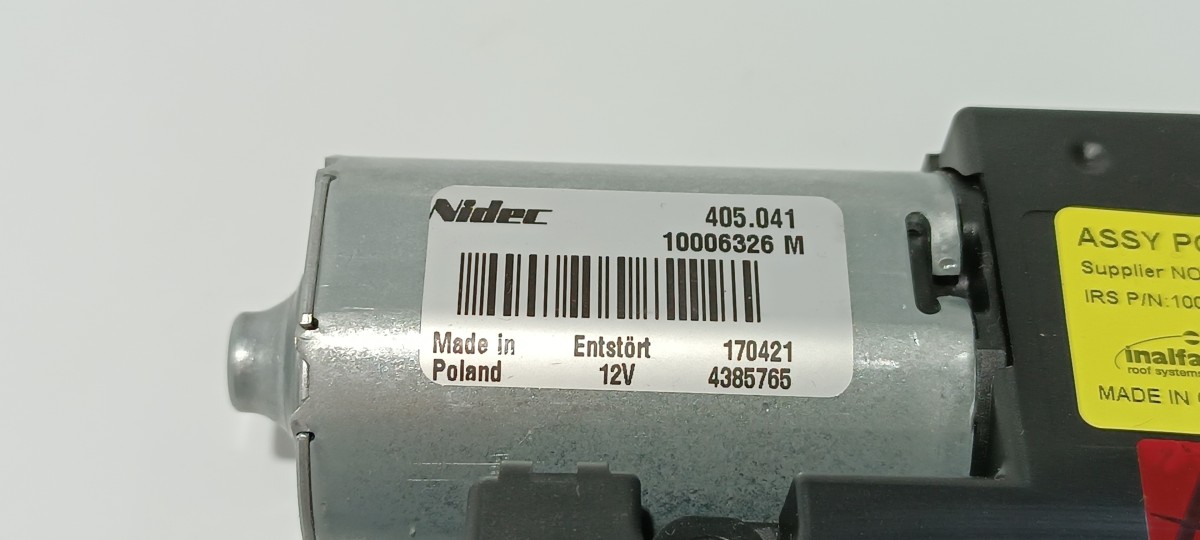 Nidec
405.041
10006326 M
Made in Poland
Entstört
12V
170421
4385765
ASSY
Supplier NO
IRS P/N:100
inalfa
roof systems
MADE IN